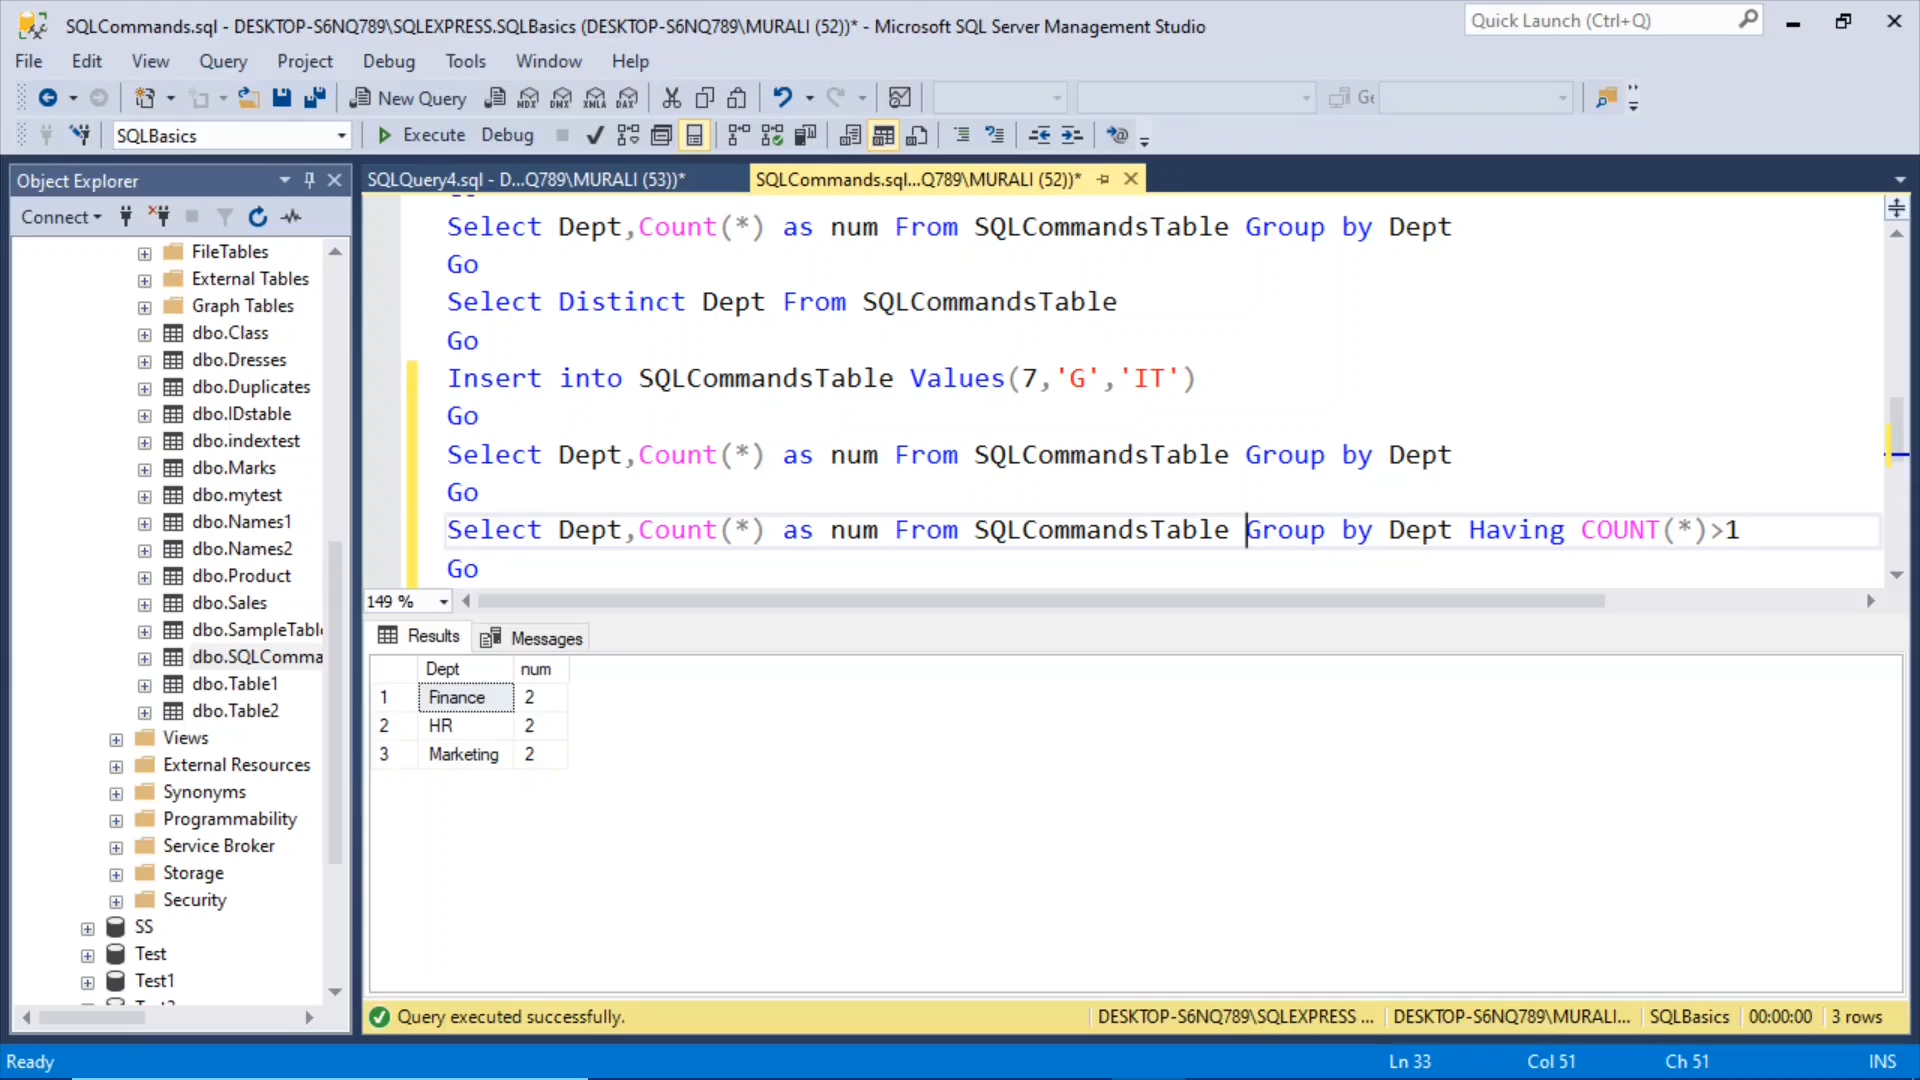 SQLCommands.sql - DESKTOP-S6NQ789\SQLEXPRESS.SQLBasics (DESKTOP-S6NQ789\MURALI (52))* - Microsoft SQL Server Management Studio
Quick Launch (Ctrl+Q)
File Edit View Query Project Debug Tools Window Help
New Query MDX DMX XMLA DAX
SQLBasics Execute Debug
Object Explorer
SQLQuery4.sql - D...Q789\MURALI (53))*
SQLCommands.sql...Q789\MURALI (52))*
Connect
FileTables
External Tables
Graph Tables
dbo.Class
dbo.Dresses
dbo.Duplicates
dbo.IDstable
dbo.indextest
dbo.Marks
dbo.mytest
dbo.Names1
dbo.Names2
dbo.Product
dbo.Sales
dbo.SampleTabl
dbo.SQLComma
dbo.Table1
dbo.Table2
Views
External Resources
Synonyms
Programmability
Service Broker
Storage
Security
SS
Test
Test1
Select Dept,Count(*) as num From SQLCommandsTable Group by Dept
Go
Select Distinct Dept From SQLCommandsTable
Go
Insert into SQLCommandsTable Values(7,'G','IT')
Go
Select Dept,Count(*) as num From SQLCommandsTable Group by Dept
Go
Select Dept,Count(*) as num From SQLCommandsTable Group by Dept Having COUNT(*)>1
Go
149 %
Results Messages
Dept num
1 Finance 2
2 HR 2
3 Marketing 2
Query executed successfully.
DESKTOP-S6NQ789\SQLEXPRESS ... DESKTOP-S6NQ789\MURALI... SQLBasics 00:00:00 3 rows
Ready Ln 33 Col 51 Ch 51 INS